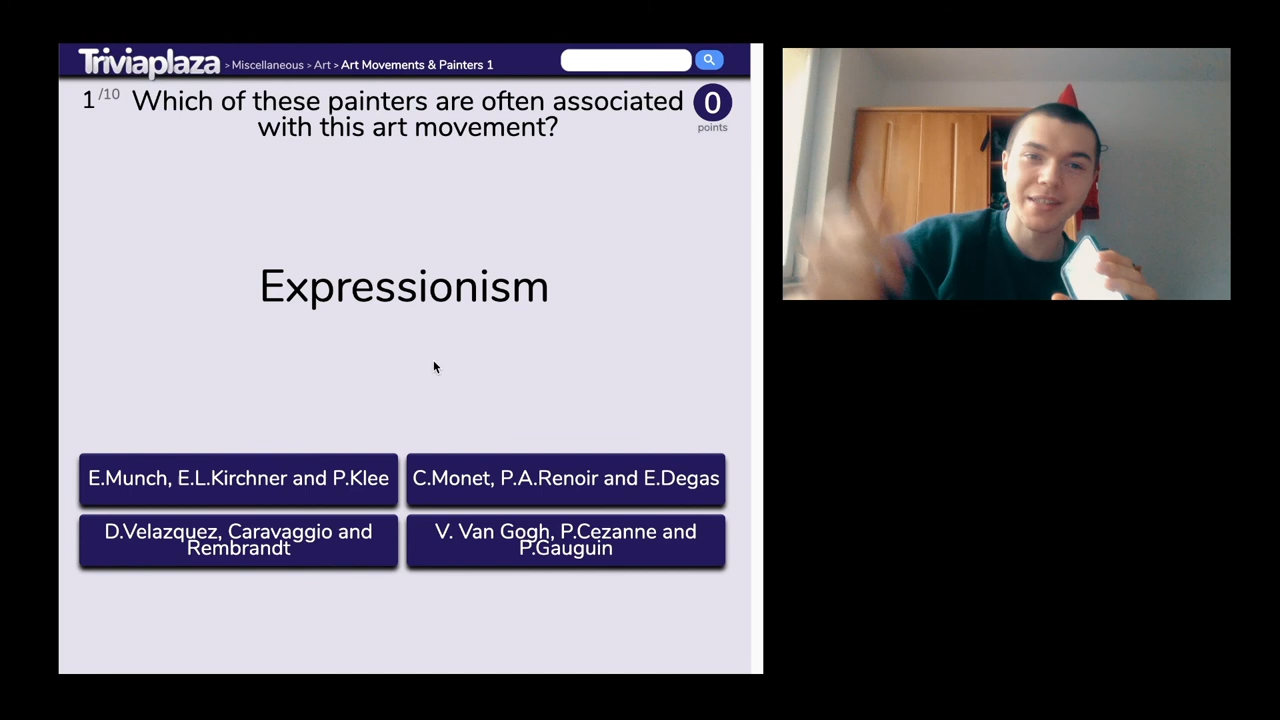 Triviaplaza > Miscellaneous > Art > Art Movements & Painters 1
1/10 Which of these painters are often associated
with this art movement?
0
points
Expressionism
E.Munch, E.L.Kirchner and P.Klee
C.Monet, P.A.Renoir and E.Degas
D.Velazquez, Caravaggio and
Rembrandt
V. Van Gogh, P.Cezanne and
P.Gauguin